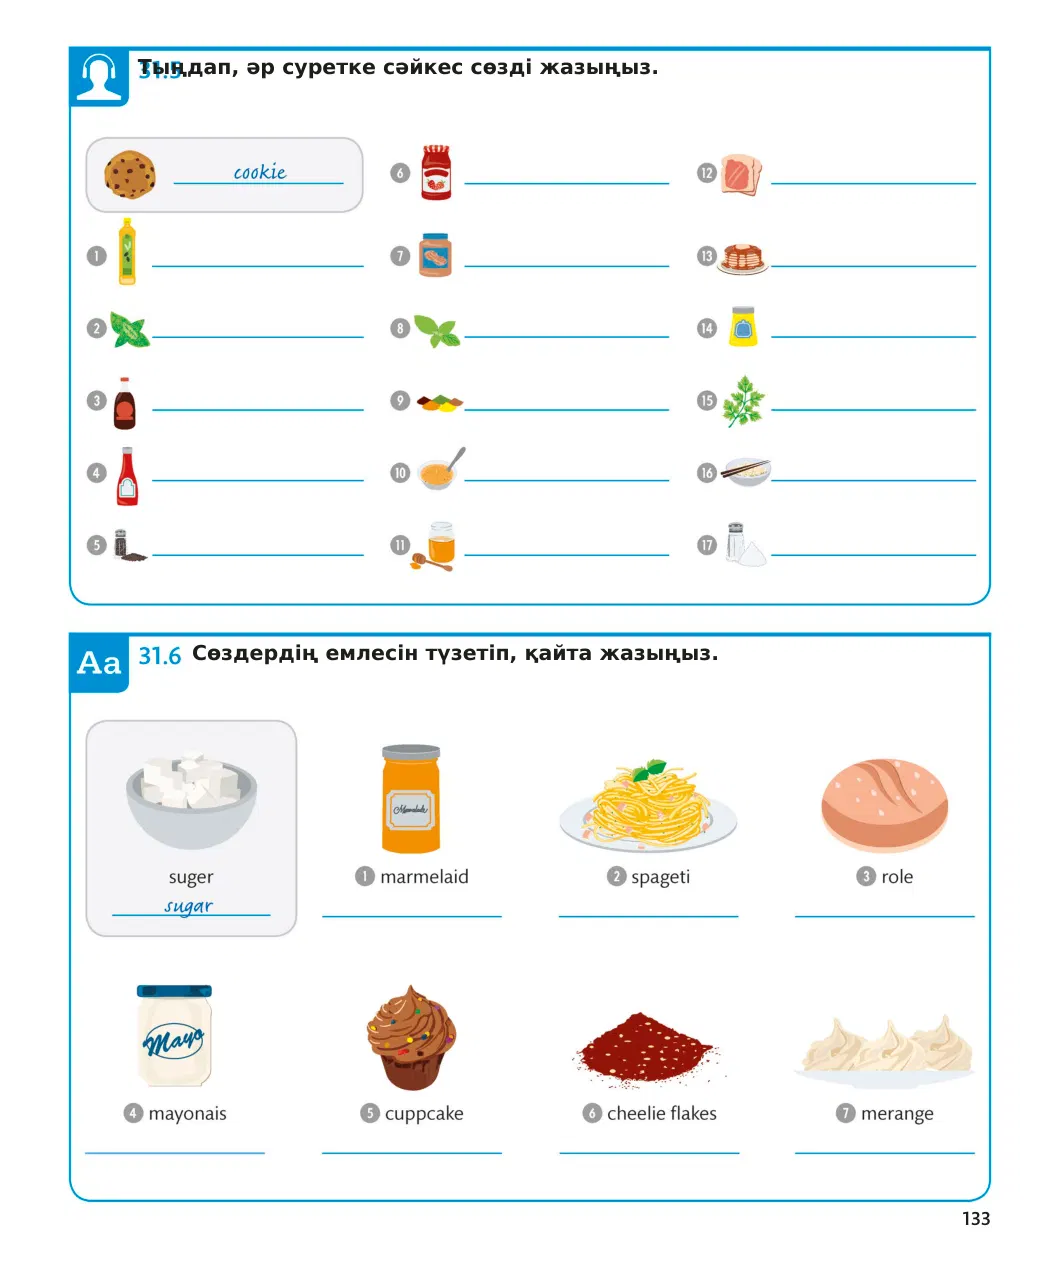 31.5 Тыңдап, әр суретке сәйкес сөзді жазыңыз.
cookie
1
2
3
4
5
6
7
8
9
10
11
12
13
14
15
16
17
Aa 31.6 Сөздердің емлесін түзетіп, қайта жазыңыз.
Marmalade
suger
sugar
1 marmelaid
2 spageti
3 role
Mayo
4 mayonais
5 cuppcake
6 cheelie flakes
7 merange
133